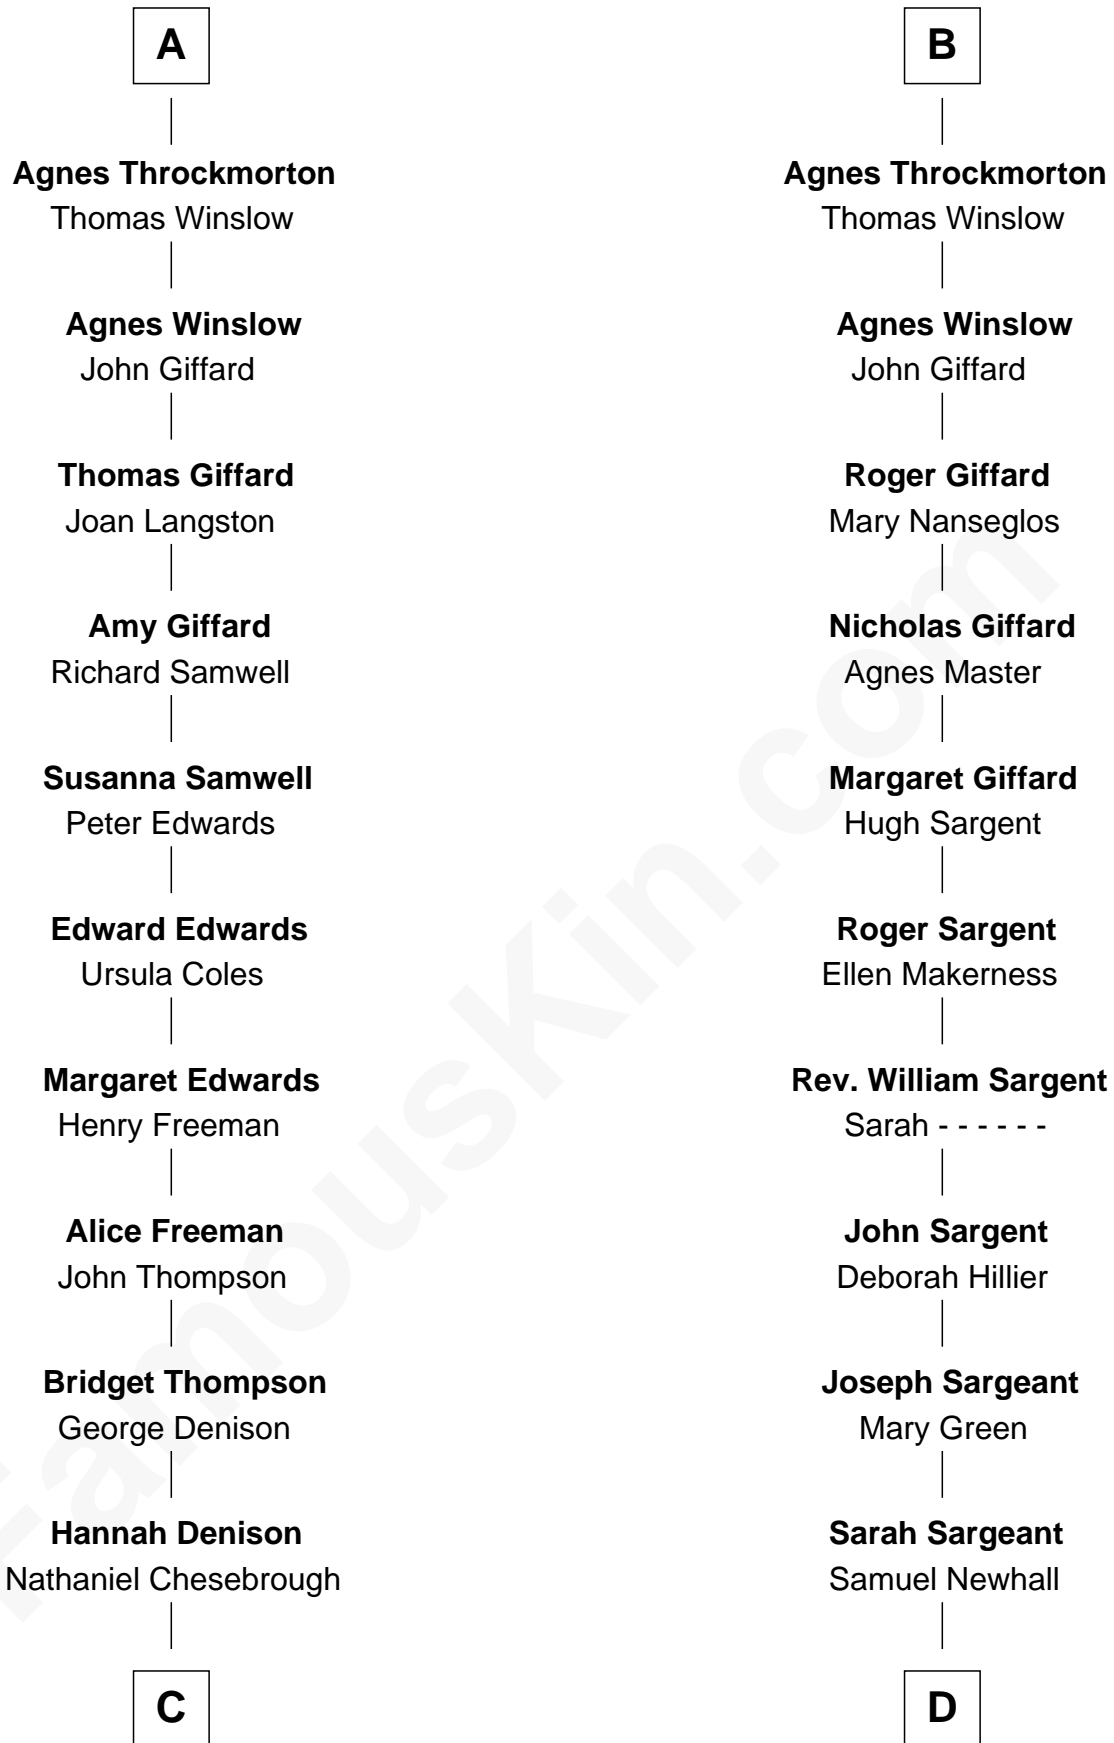 A
Agnes Throckmorton
Thomas Winslow
Agnes Winslow
John Giffard
Thomas Giffard
Joan Langston
Amy Giffard
Richard Samwell
Susanna Samwell
Peter Edwards
Edward Edwards
Ursula Coles
Margaret Edwards
Henry Freeman
Alice Freeman
John Thompson
Bridget Thompson
George Denison
Hannah Denison
Nathaniel Chesebrough
C
B
Agnes Throckmorton
Thomas Winslow
Agnes Winslow
John Giffard
Roger Giffard
Mary Nanseglos
Nicholas Giffard
Agnes Master
Margaret Giffard
Hugh Sargent
Roger Sargent
Ellen Makerness
Rev. William Sargent
Sarah - - - - - -
John Sargent
Deborah Hillier
Joseph Sargeant
Mary Green
Sarah Sargeant
Samuel Newhall
D
FamousKin.com